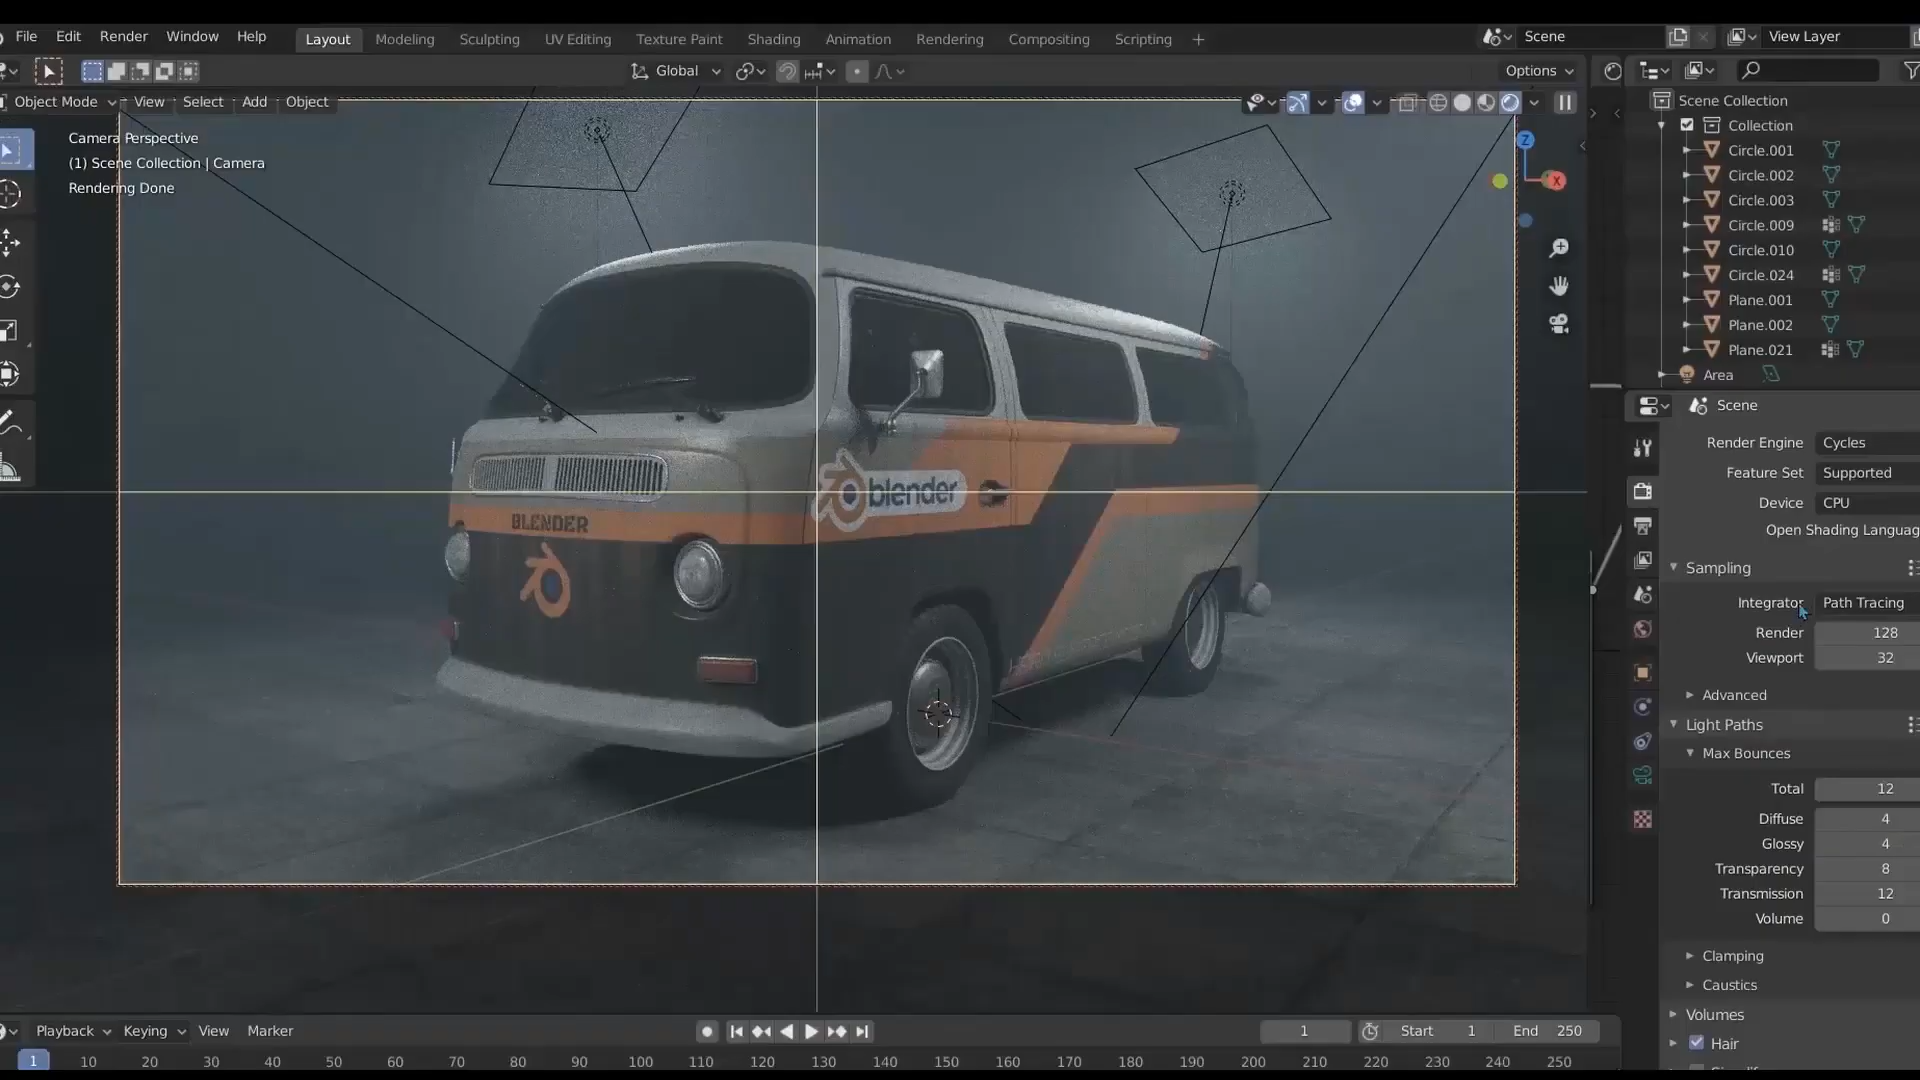 File Edit Render Window Help Layout Modeling Sculpting UV Editing Texture Paint Shading Animation Rendering Compositing Scripting + Scene View Layer
Global Options
Object Mode View Select Add Object
Camera Perspective
(1) Scene Collection | Camera
Rendering Done
Z
X
blender
BLENDER
Scene Collection
Collection
Circle.001
Circle.002
Circle.003
Circle.009
Circle.010
Circle.024
Plane.001
Plane.002
Plane.021
Area
Scene
Render Engine Cycles
Feature Set Supported
Device CPU
Open Shading Languag
Sampling
Integrator Path Tracing
Render 128
Viewport 32
Advanced
Light Paths
Max Bounces
Total 12
Diffuse 4
Glossy 4
Transparency 8
Transmission 12
Volume 0
Clamping
Caustics
Volumes
Hair
Playback Keying View Marker 1 Start 1 End 250
1 10 20 30 40 50 60 70 80 90 100 110 120 130 140 150 160 170 180 190 200 210 220 230 240 250